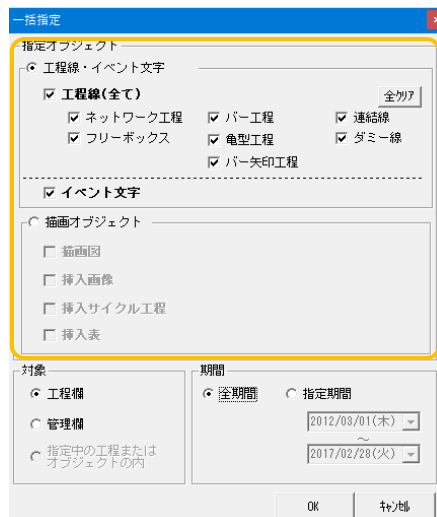 一括指定
指定オブジェクト
工程線・イベント文字
工程線(全て) 全クリア
ネットワーク工程 バー工程 連結線
フリーボックス 亀型工程 ダミー線
バー矢印工程
イベント文字
描画オブジェクト
描画図
挿入画像
挿入サイクル工程
挿入表
対象
工程欄
管理欄
指定中の工程または
オブジェクトの内
期間
全期間 指定期間
2012/03/01(木)
～
2017/02/28(火)
OK キャンセル